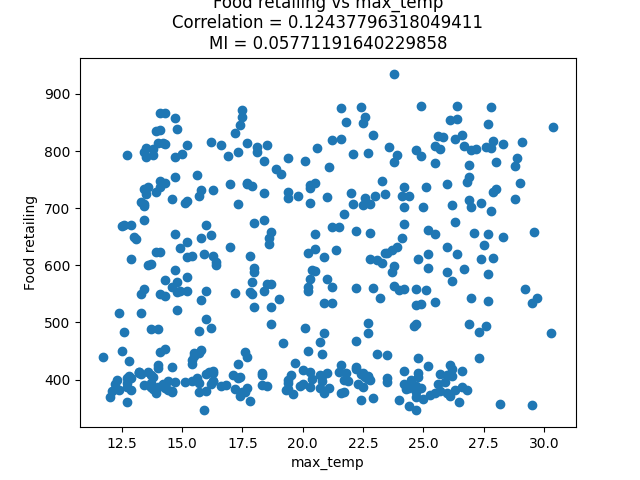 Food retailing vs max_temp
Correlation = 0.12437796318049411
MI = 0.05771191640229858
900
800
700
600
500
400
Food retailing
12.5 15.0 17.5 20.0 22.5 25.0 27.5 30.0
max_temp